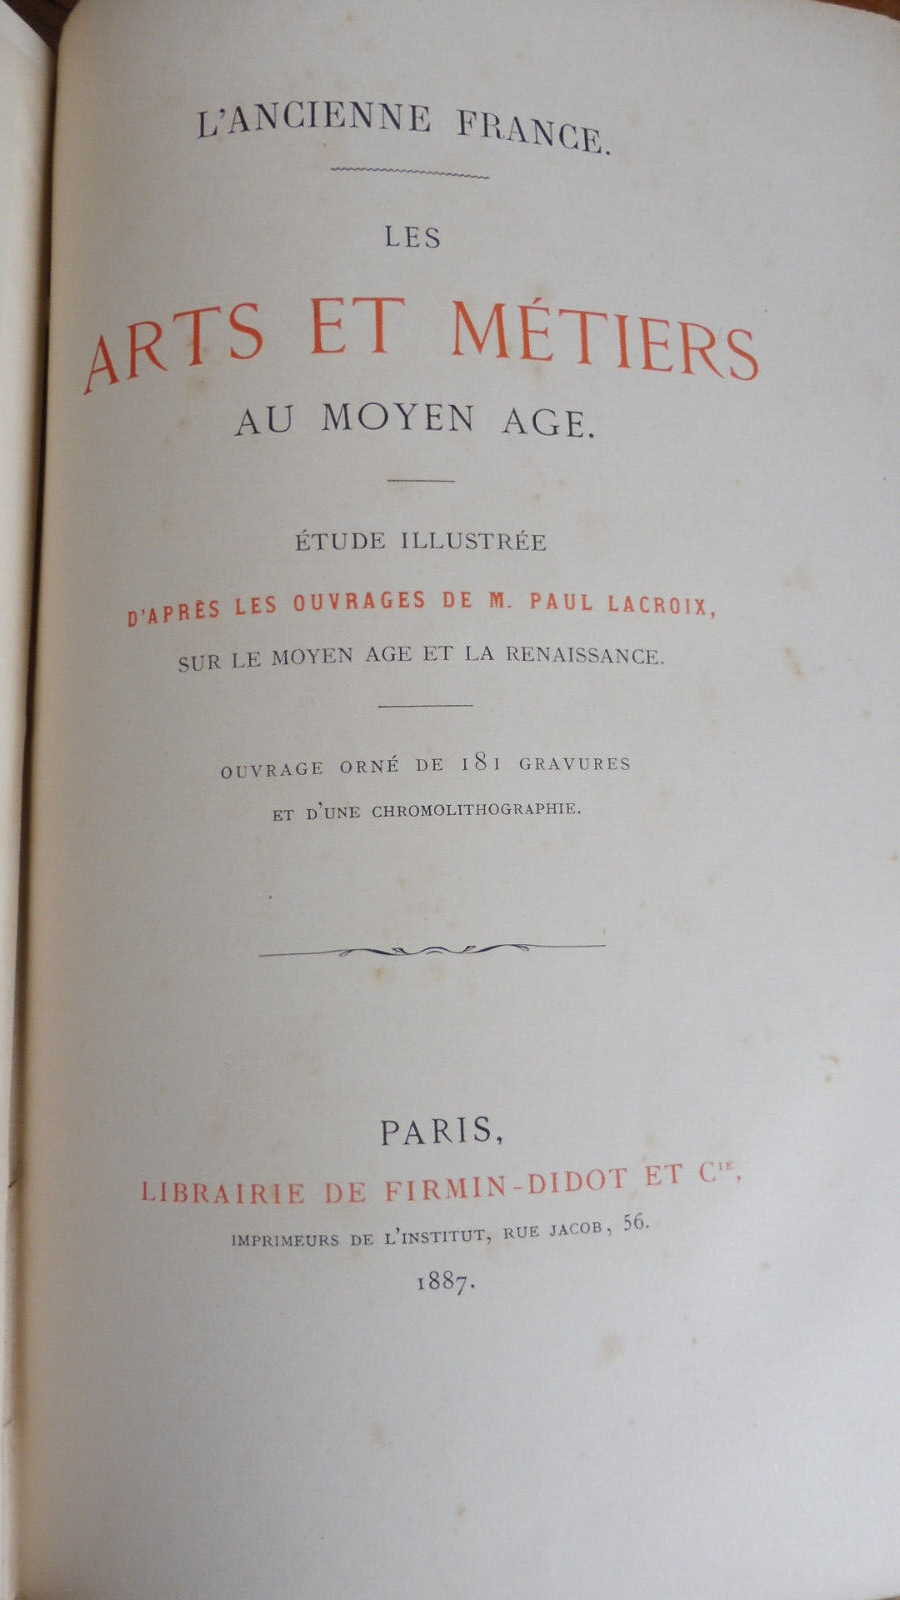 L'ANCIENNE FRANCE.
LES
ARTS ET MÉTIERS
AU MOYEN AGE.
ÉTUDE ILLUSTRÉE
D'APRÈS LES OUVRAGES DE M. PAUL LACROIX,
SUR LE MOYEN AGE ET LA RENAISSANCE.
OUVRAGE ORNÉ DE 181 GRAVURES
ET D'UNE CHROMOLITHOGRAPHIE.
PARIS,
LIBRAIRIE DE FIRMIN-DIDOT ET Cⁱᴱ,
IMPRIMEURS DE L'INSTITUT, RUE JACOB, 56.
1887.